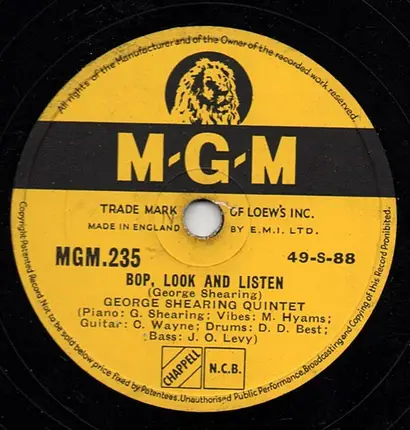 All rights of the Manufacturer and of the Owner of the recorded work reserved.
M-G-M
TRADE MARK OF LOEW'S INC.
MADE IN ENGLAND BY E.M.I. LTD.
MGM.235 49-S-88
BOP, LOOK AND LISTEN
(George Shearing)
GEORGE SHEARING QUINTET
(Piano: G. Shearing; Vibes: M. Hyams;
Guitar: C. Wayne; Drums: D. D. Best;
Bass: J. O. Levy)
CHAPPELL N.C.B.
Copyright Record. Price fixed by Patentees. Unauthorised Public Performance, Broadcasting and Copying of this Record Prohibited.
Not to be sold below price